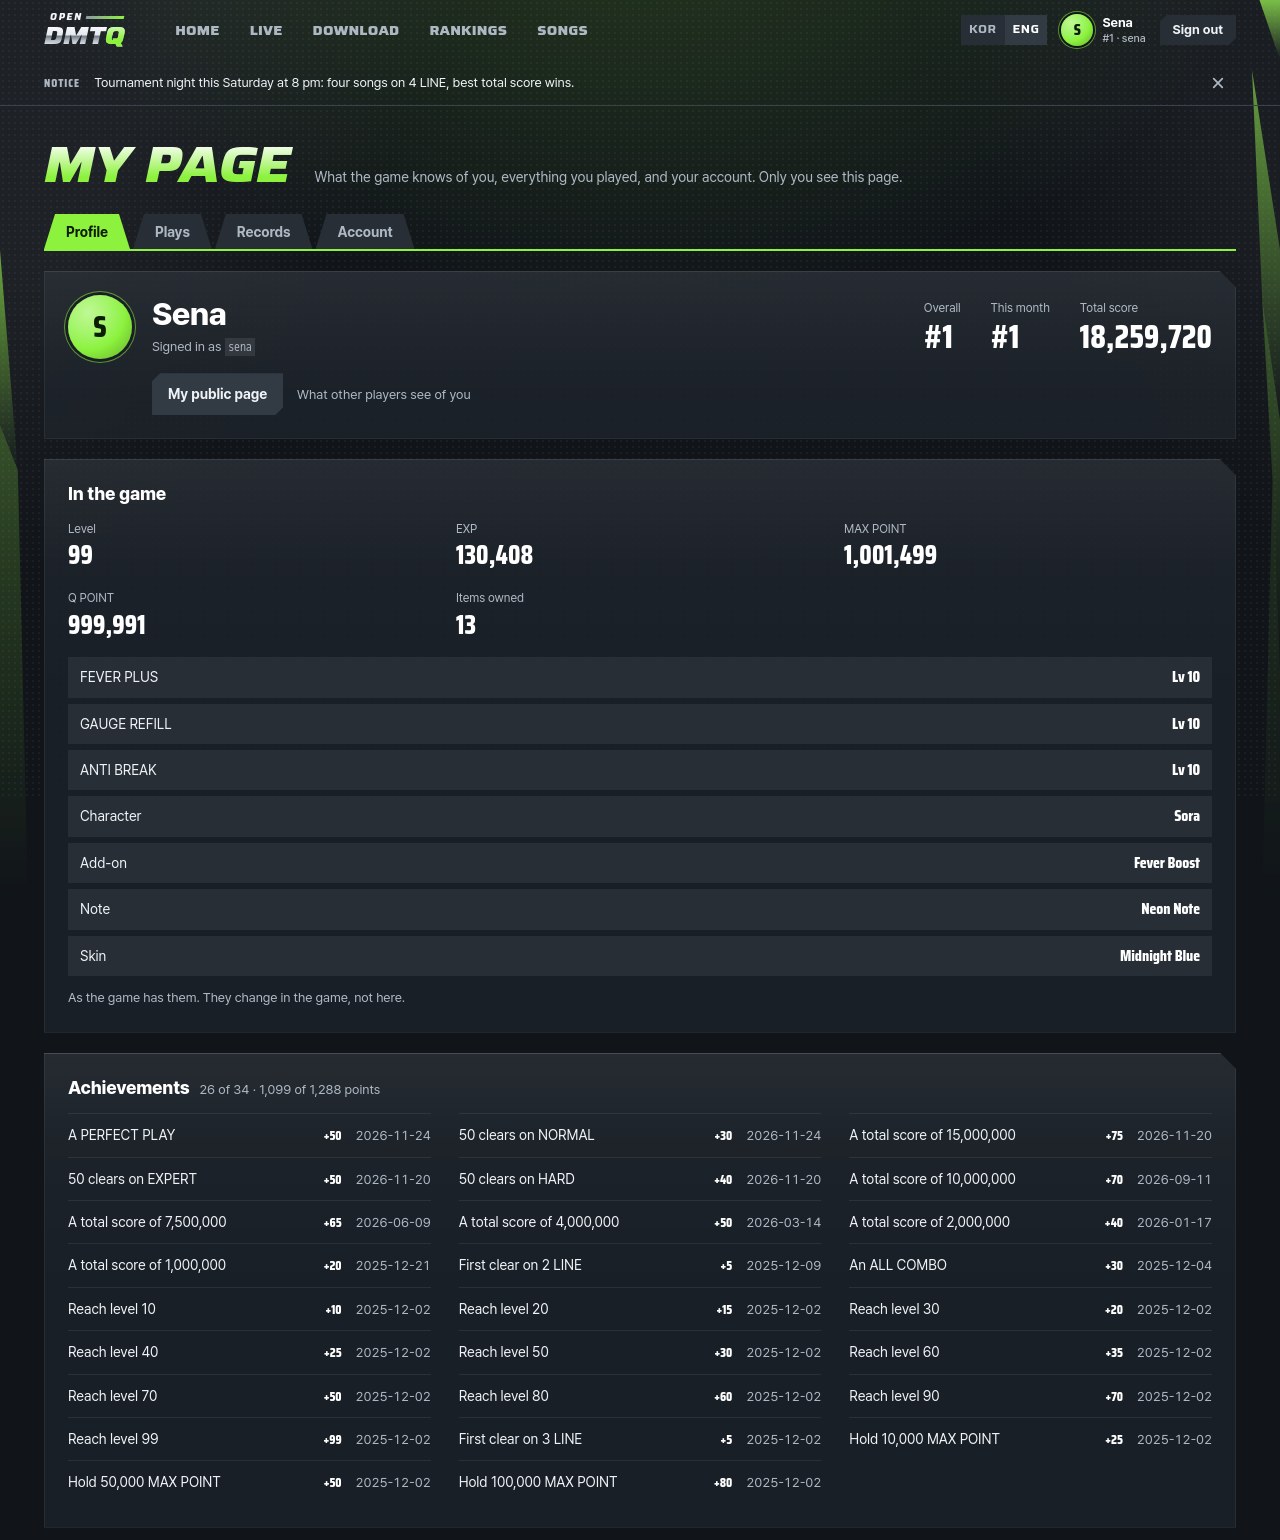 OPEN
DMTQ
HOME LIVE DOWNLOAD RANKINGS SONGS
KOR ENG
S
Sena
#1 · sena
Sign out
NOTICE Tournament night this Saturday at 8 pm: four songs on 4 LINE, best total score wins. ✕
MY PAGE What the game knows of you, everything you played, and your account. Only you see this page.
Profile Plays Records Account
S
Sena
Signed in as sena
My public page What other players see of you
Overall This month Total score
#1 #1 18,259,720
In the game
Level EXP MAX POINT
99 130,408 1,001,499
Q POINT Items owned
999,991 13
FEVER PLUS Lv 10
GAUGE REFILL Lv 10
ANTI BREAK Lv 10
Character Sora
Add-on Fever Boost
Note Neon Note
Skin Midnight Blue
As the game has them. They change in the game, not here.
Achievements 26 of 34 · 1,099 of 1,288 points
A PERFECT PLAY +50 2026-11-24 50 clears on NORMAL +30 2026-11-24 A total score of 15,000,000 +75 2026-11-20
50 clears on EXPERT +50 2026-11-20 50 clears on HARD +40 2026-11-20 A total score of 10,000,000 +70 2026-09-11
A total score of 7,500,000 +65 2026-06-09 A total score of 4,000,000 +50 2026-03-14 A total score of 2,000,000 +40 2026-01-17
A total score of 1,000,000 +20 2025-12-21 First clear on 2 LINE +5 2025-12-09 An ALL COMBO +30 2025-12-04
Reach level 10 +10 2025-12-02 Reach level 20 +15 2025-12-02 Reach level 30 +20 2025-12-02
Reach level 40 +25 2025-12-02 Reach level 50 +30 2025-12-02 Reach level 60 +35 2025-12-02
Reach level 70 +50 2025-12-02 Reach level 80 +60 2025-12-02 Reach level 90 +70 2025-12-02
Reach level 99 +99 2025-12-02 First clear on 3 LINE +5 2025-12-02 Hold 10,000 MAX POINT +25 2025-12-02
Hold 50,000 MAX POINT +50 2025-12-02 Hold 100,000 MAX POINT +80 2025-12-02